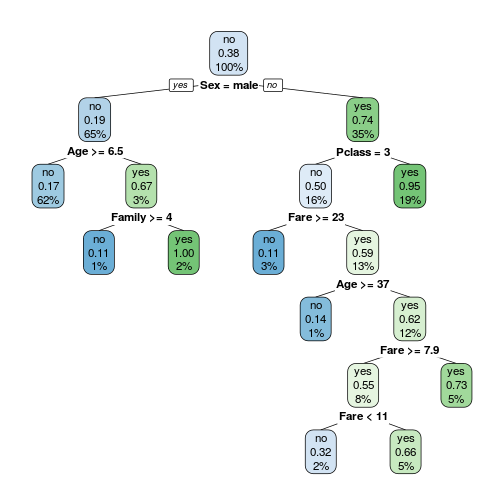 no
0.38
100%
yes Sex = male no
no
0.19
65%
yes
0.74
35%
Age >= 6.5
Pclass = 3
no
0.17
62%
yes
0.67
3%
no
0.50
16%
yes
0.95
19%
Family >= 4
Fare >= 23
no
0.11
1%
yes
1.00
2%
no
0.11
3%
yes
0.59
13%
Age >= 37
no
0.14
1%
yes
0.62
12%
Fare >= 7.9
yes
0.55
8%
yes
0.73
5%
Fare < 11
no
0.32
2%
yes
0.66
5%